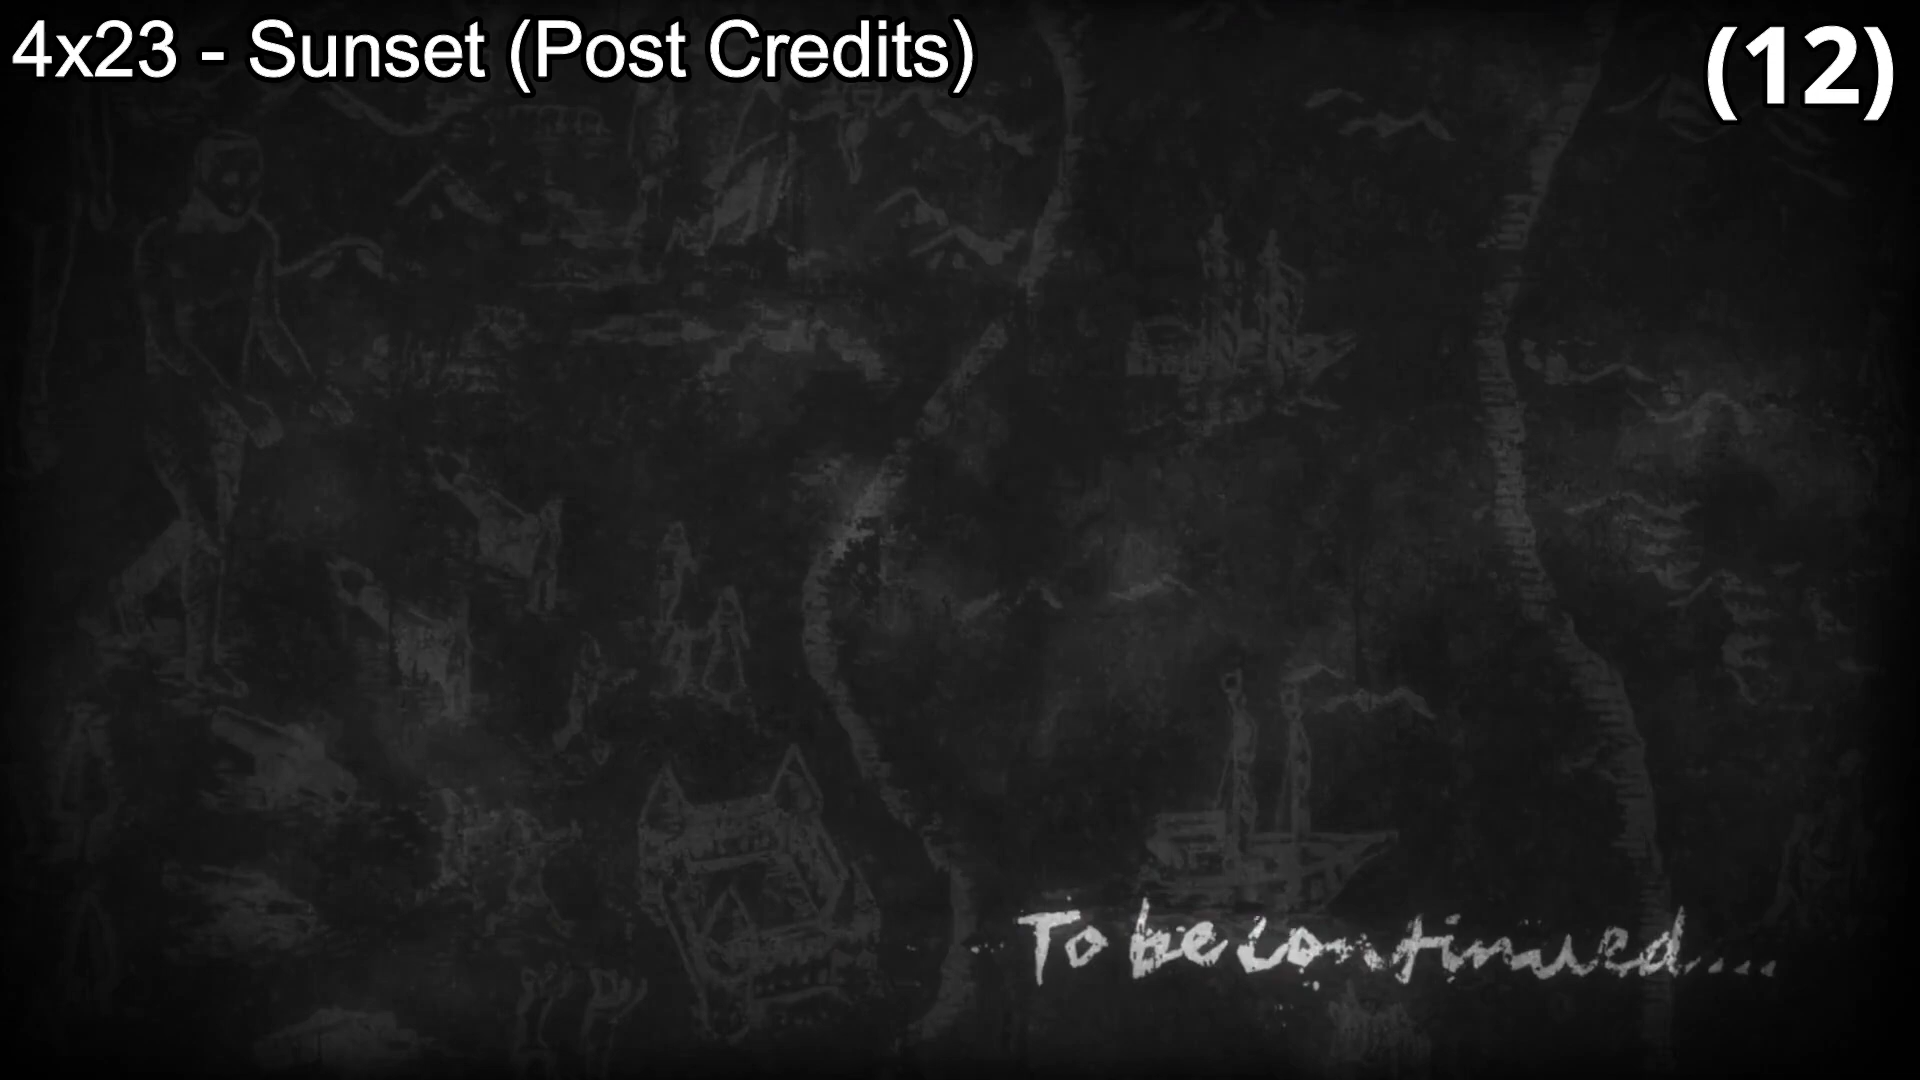 4x23 - Sunset (Post Credits)
(12)
To be continued...